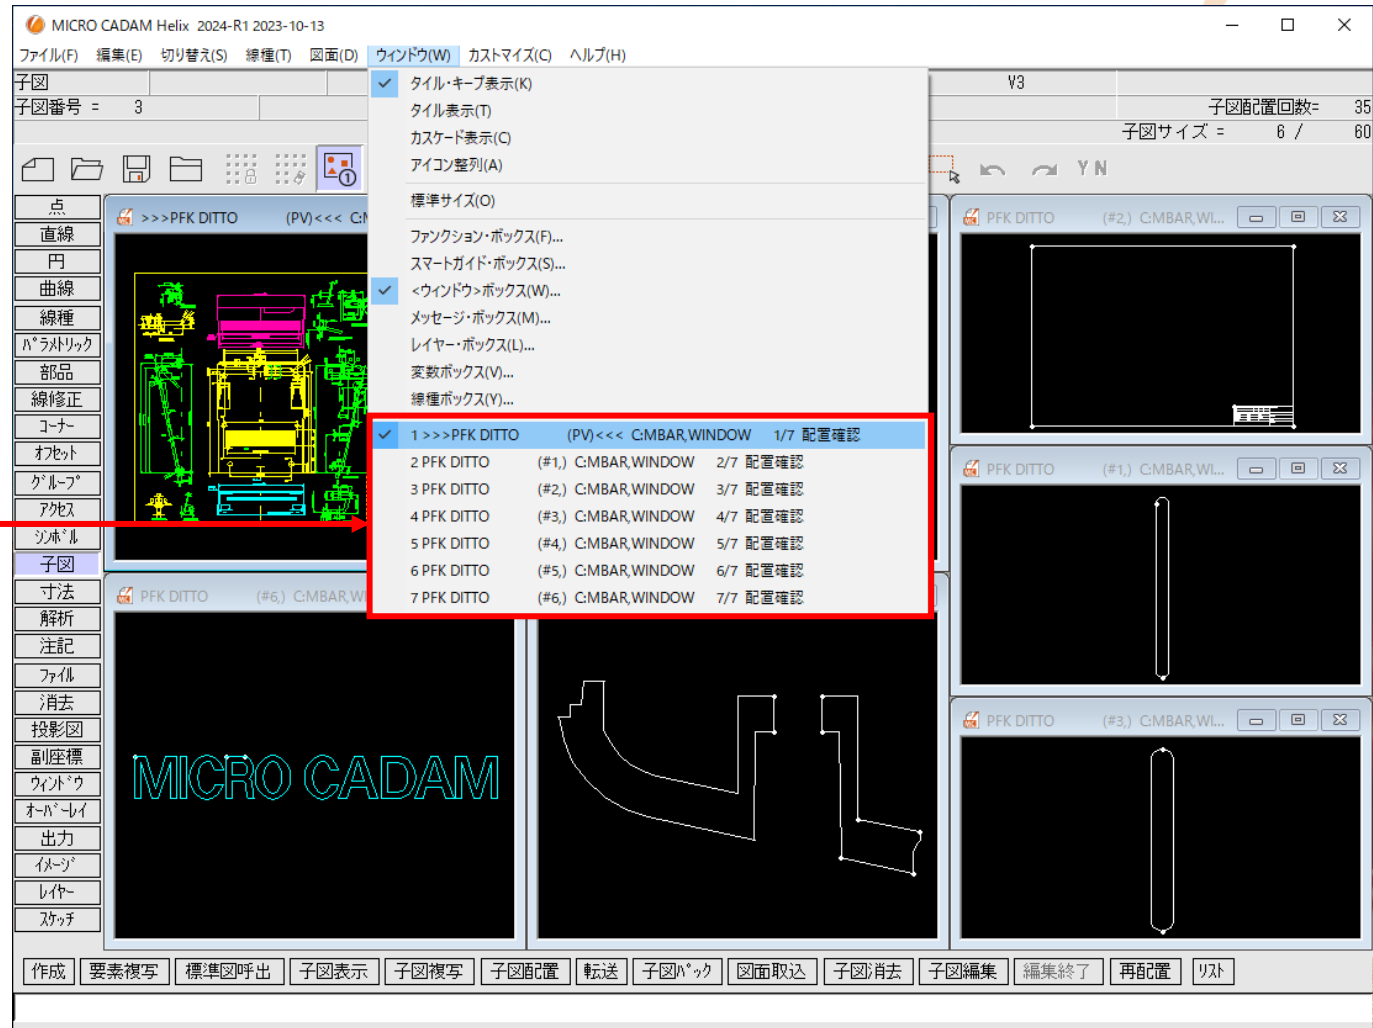 MICRO CADAM Helix 2024-R1 2023-10-13
ファイル(F) 編集(E) 切り替え(S) 線種(T) 図面(D) ウィンドウ(W) カスタマイズ(C) ヘルプ(H)
子図 V3
子図番号 = 3 子図配置回数= 35
子図サイズ = 6 / 60
Y N
タイル・キープ表示(K)
タイル表示(T)
カスケード表示(C)
アイコン整列(A)
標準サイズ(O)
ファンクション・ボックス(F)...
スマートガイド・ボックス(S)...
<ウィンドウ>ボックス(W)...
メッセージ・ボックス(M)...
レイヤー・ボックス(L)...
変数ボックス(V)...
線種ボックス(Y)...
1 >>>PFK DITTO (PV)<<< C:MBAR,WINDOW 1/7 配置確認
2 PFK DITTO (#1,) C:MBAR,WINDOW 2/7 配置確認
3 PFK DITTO (#2,) C:MBAR,WINDOW 3/7 配置確認
4 PFK DITTO (#3,) C:MBAR,WINDOW 4/7 配置確認
5 PFK DITTO (#4,) C:MBAR,WINDOW 5/7 配置確認
6 PFK DITTO (#5,) C:MBAR,WINDOW 6/7 配置確認
7 PFK DITTO (#6,) C:MBAR,WINDOW 7/7 配置確認
点
直線
円
曲線
線種
パラメトリック
部品
線修正
コーナー
オフセット
グループ
アクセス
シンボル
子図
寸法
解析
注記
ファイル
消去
投影図
副座標
ウィンドウ
オーバーレイ
出力
イメージ
レイヤー
スケッチ
>>>PFK DITTO (PV)<<< C:M
PFK DITTO (#2,) C:MBAR,WI...
PFK DITTO (#1,) C:MBAR,WI...
PFK DITTO (#6,) C:MBAR,WI
PFK DITTO (#3,) C:MBAR,WI...
MICRO CADAM
作成 要素複写 標準図呼出 子図表示 子図複写 子図配置 転送 子図パック 図面取込 子図消去 子図編集 編集終了 再配置 リスト